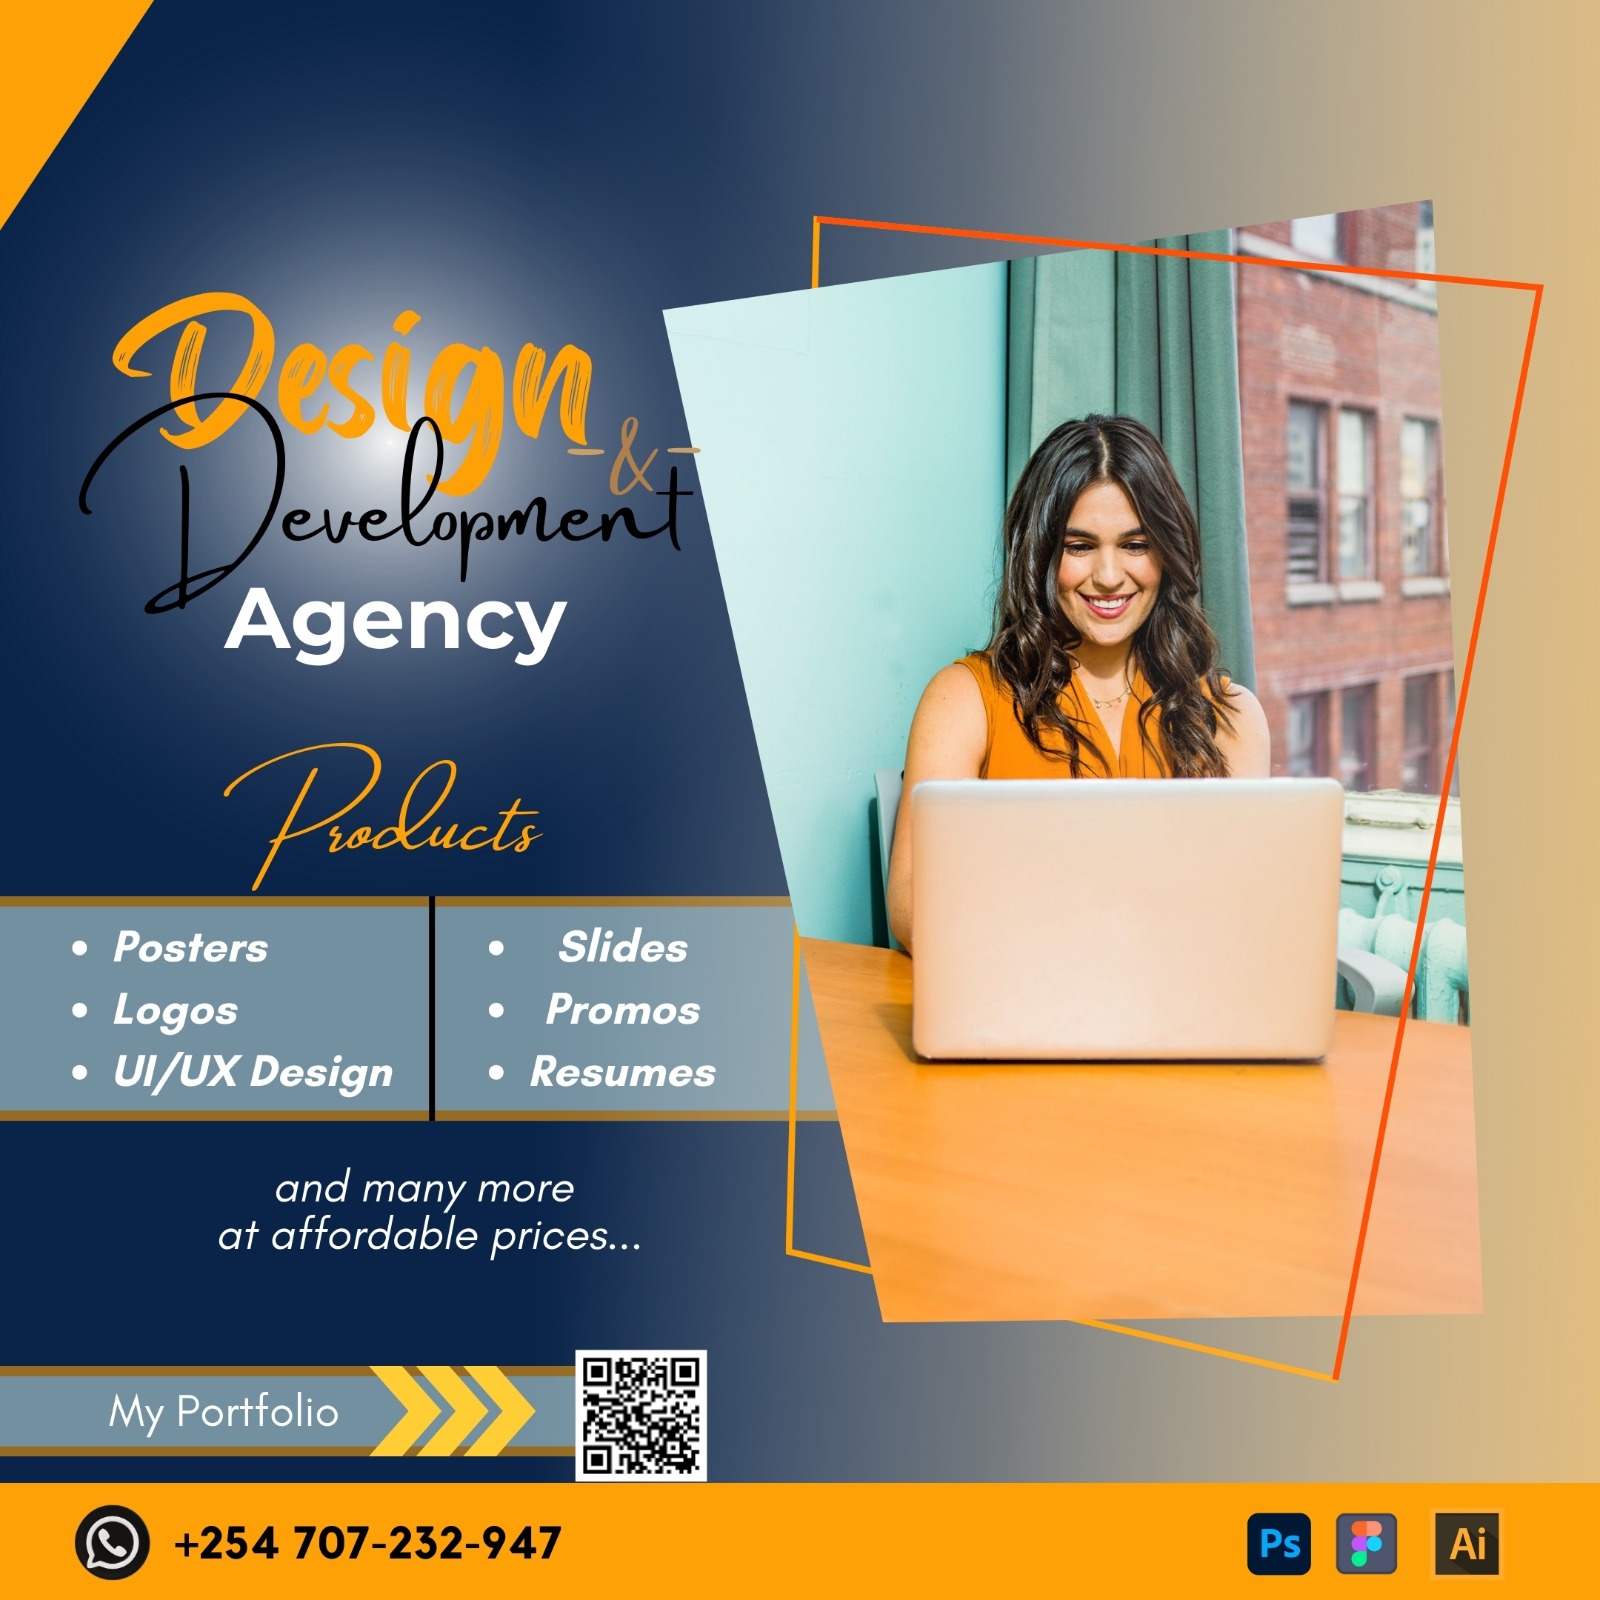 Design
&
Development
Agency
Products
• Posters
• Logos
• UI/UX Design
• Slides
• Promos
• Resumes
and many more
at affordable prices...
My Portfolio
+254 707-232-947
Ps
Ai